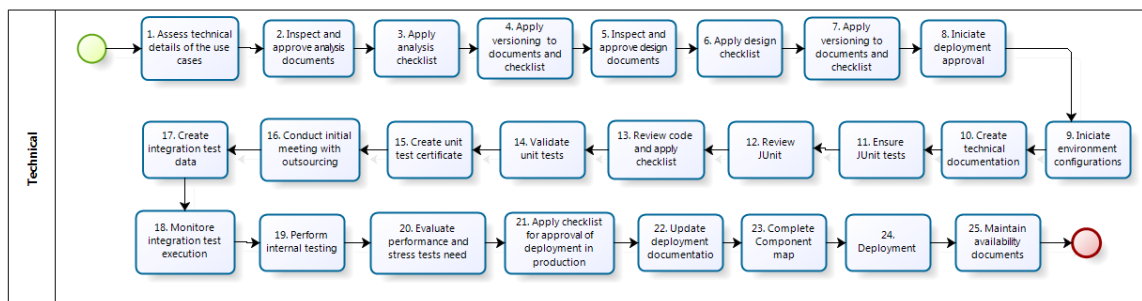 Technical
1. Assess technical
details of the use
cases
2. Inspect and
approve analysis
documents
3. Apply
analysis
checklist
4. Apply
versioning to
documents and
checklist
5. Inspect and
approve design
documents
6. Apply design
checklist
7. Apply
versioning to
documents and
checklist
8. Iniciate
deployment
approval
9. Iniciate
environment
configurations
10. Create
technical
documentation
11. Ensure
JUnit tests
12. Review
JUnit
13. Review code
and apply
checklist
14. Validate
unit tests
15. Create unit
test certificate
16. Conduct initial
meeting with
outsourcing
17. Create
integration test
data
18. Monitore
integration test
execution
19. Perform
internal testing
20. Evaluate
performance and
stress tests need
21. Apply checklist
for approval of
deployment in
production
22. Update
deployment
documentatio
23. Complete
Component
map
24.
Deployment
25. Maintain
availability
documents